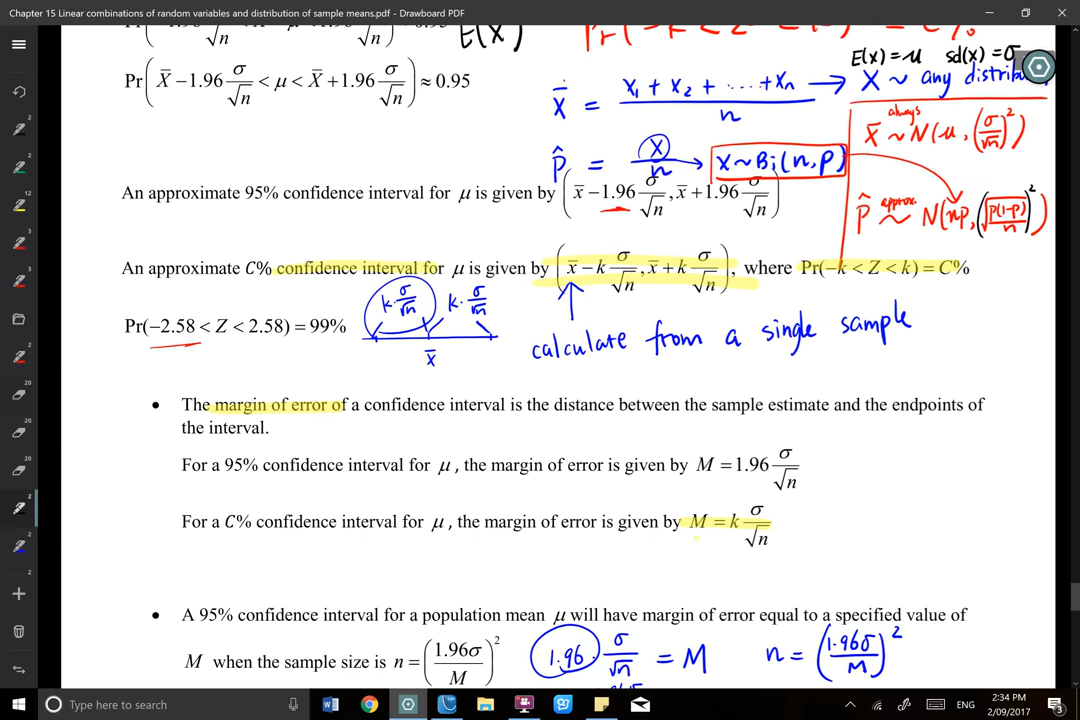 Chapter 15 Linear combinations of random variables and distribution of sample means.pdf - Drawboard PDF
E(X)
E(X) = μ sd(X) = σ
Pr( X̄ − 1.96 σ/√n < μ < X̄ + 1.96 σ/√n ) ≈ 0.95
X̄ = (X₁ + X₂ + ..... + Xn)/n → X ~ any distribu
always
X̄ ~ N(μ, (σ/√n)²)
p̂ = X/n → X ~ Bi(n, p)
An approximate 95% confidence interval for μ is given by ( x̄ − 1.96 σ/√n , x̄ + 1.96 σ/√n )
p̂ approx. ~ N(np, (√(p(1-p)/n))²)
An approximate C% confidence interval for μ is given by ( x̄ − k σ/√n , x̄ + k σ/√n ), where Pr(−k < Z < k) = C%
k · σ/√n k · σ/√n
Pr(−2.58 < Z < 2.58) = 99%
x̄
calculate from a single sample
• The margin of error of a confidence interval is the distance between the sample estimate and the endpoints of
the interval.
For a 95% confidence interval for μ, the margin of error is given by M = 1.96 σ/√n
For a C% confidence interval for μ, the margin of error is given by M = k σ/√n
• A 95% confidence interval for a population mean μ will have margin of error equal to a specified value of
M when the sample size is n = (1.96σ/M)²
1.96 · σ/√n = M n = (1.96σ/M)²
Type here to search
ENG
2:34 PM
2/09/2017